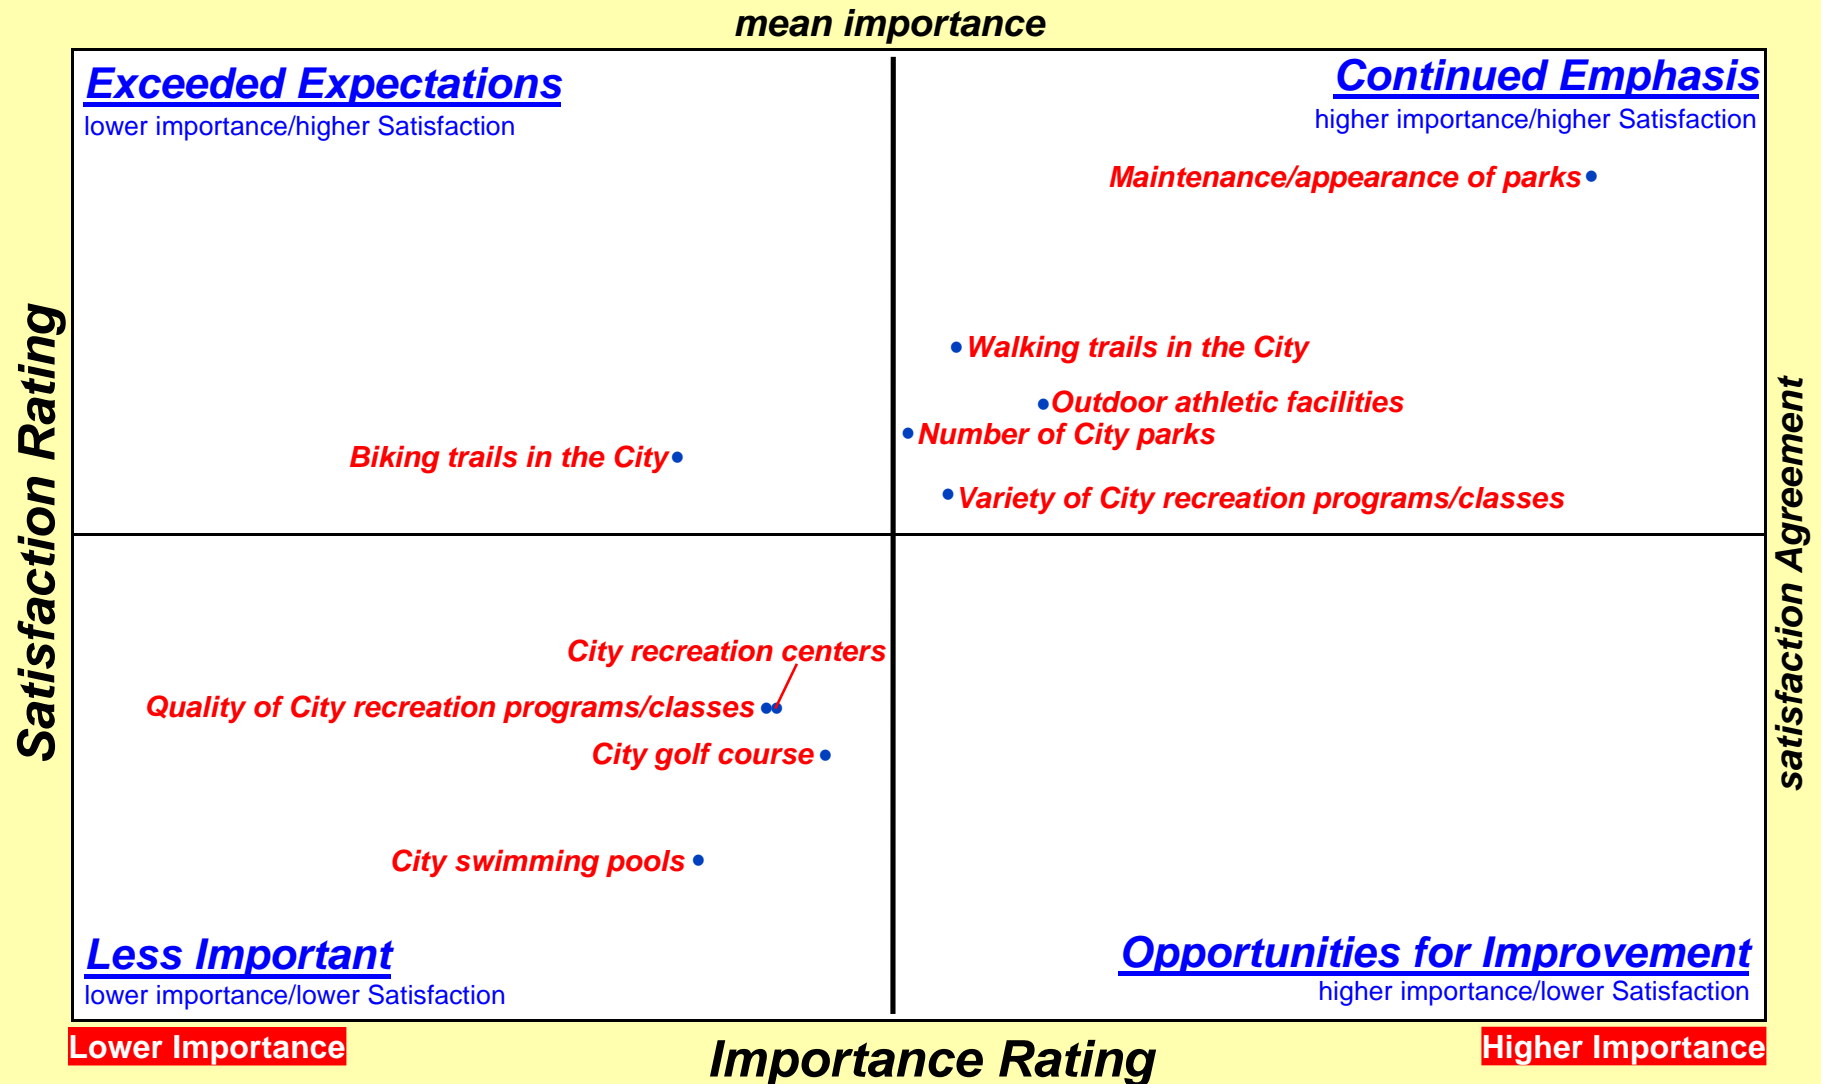 mean importance
Exceeded Expectations
lower importance/higher Satisfaction
Continued Emphasis
higher importance/higher Satisfaction
Maintenance/appearance of parks
Walking trails in the City
Outdoor athletic facilities
Number of City parks
Biking trails in the City
Variety of City recreation programs/classes
Satisfaction Rating
satisfaction Agreement
City recreation centers
Quality of City recreation programs/classes
City golf course
City swimming pools
Less Important
lower importance/lower Satisfaction
Opportunities for Improvement
higher importance/lower Satisfaction
Lower Importance
Importance Rating
Higher Importance